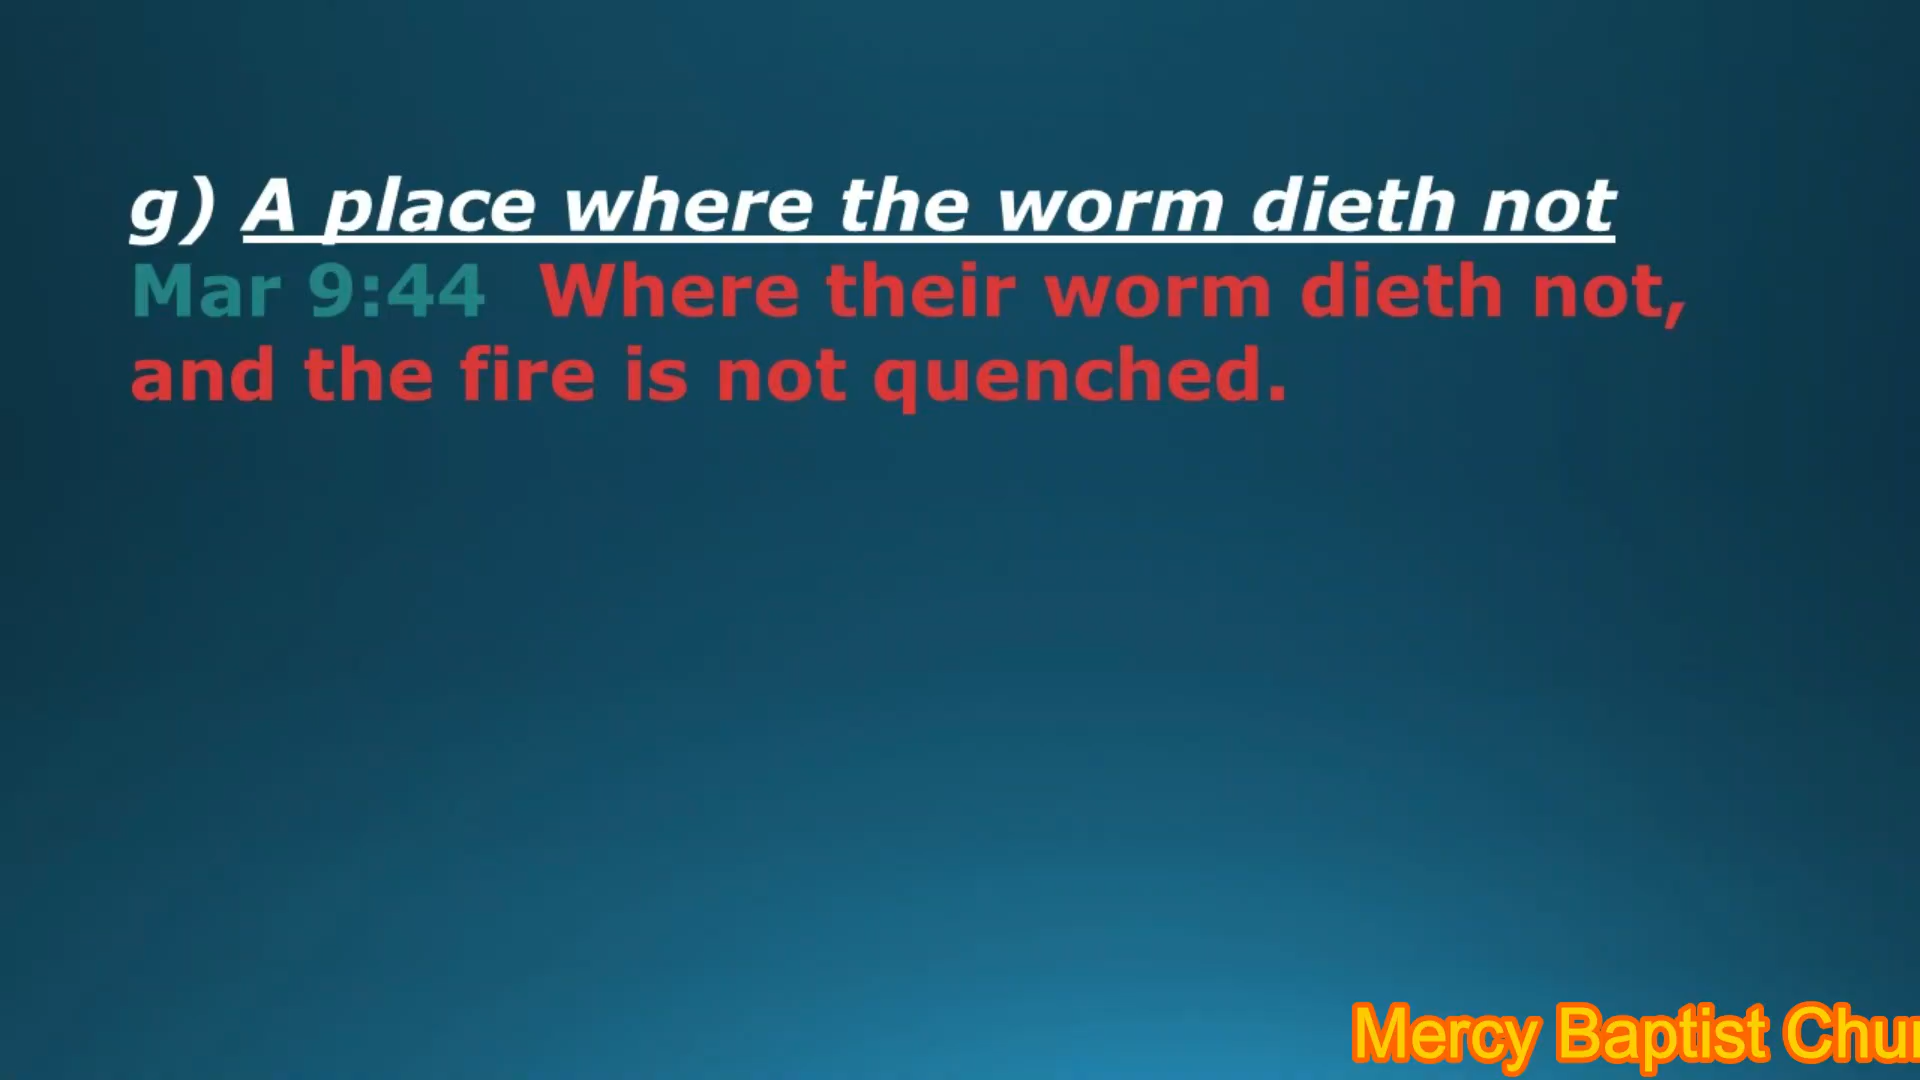 g) A place where the worm dieth not
Mar 9:44 Where their worm dieth not,
and the fire is not quenched.
Mercy Baptist Chur